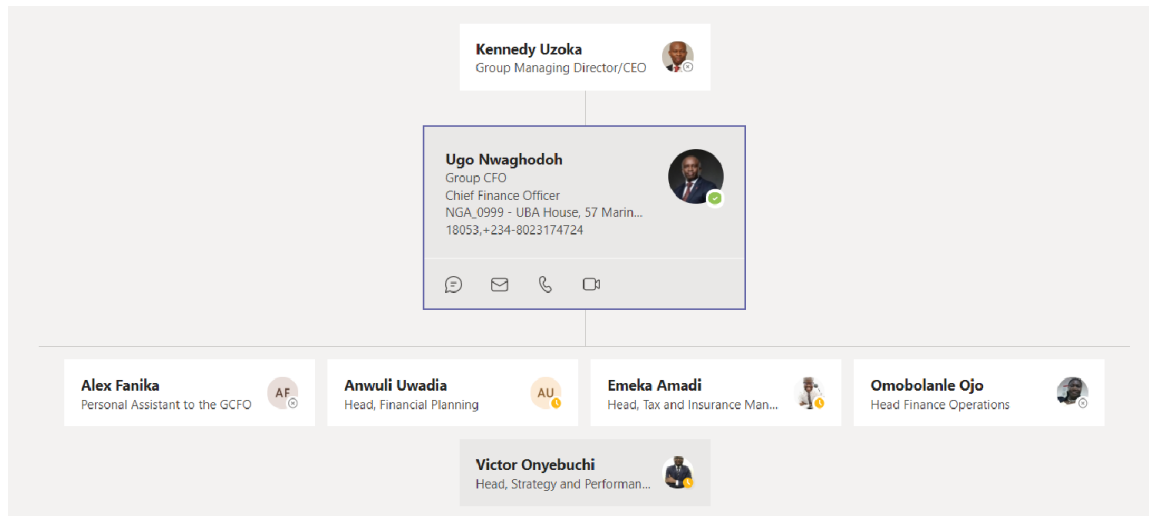 Kennedy Uzoka
Group Managing Director/CEO
Ugo Nwaghodoh
Group CFO
Chief Finance Officer
NGA_0999 - UBA House, 57 Marin...
18053,+234-8023174724
Alex Fanika
Personal Assistant to the GCFO
AF
Anwuli Uwadia
Head, Financial Planning
AU
Emeka Amadi
Head, Tax and Insurance Man...
Omobolanle Ojo
Head Finance Operations
Victor Onyebuchi
Head, Strategy and Performan...